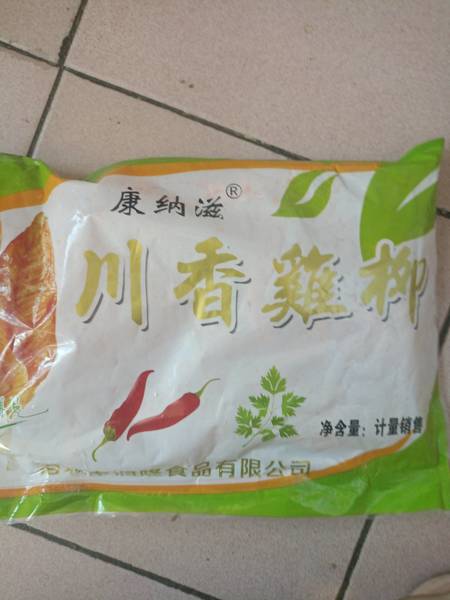 康纳滋®
川香雞柳
净含量：计量销售
隆食品有限公司